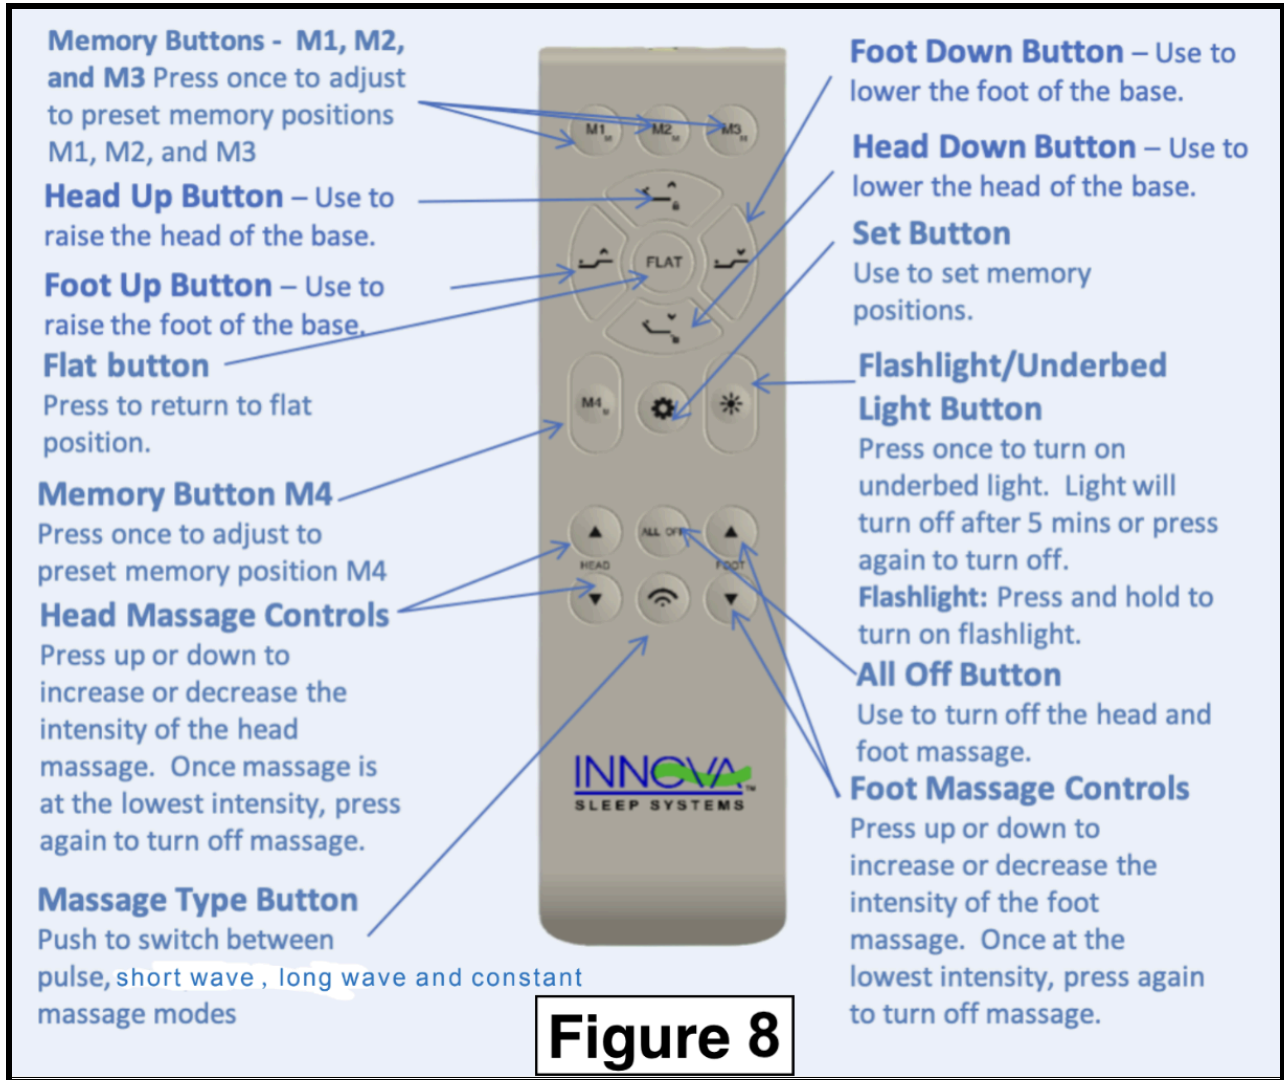 Memory Buttons - M1, M2,
and M3 Press once to adjust
to preset memory positions
M1, M2, and M3
Head Up Button – Use to
raise the head of the base.
Foot Up Button – Use to
raise the foot of the base.
Flat button
Press to return to flat
position.
Memory Button M4
Press once to adjust to
preset memory position M4
Head Massage Controls
Press up or down to
increase or decrease the
intensity of the head
massage. Once massage is
at the lowest intensity, press
again to turn off massage.
Massage Type Button
Push to switch between
pulse, short wave, long wave and constant
massage modes
M1M M2M M3M
FLAT
M4M
ALL OFF
HEAD FOOT
INNOVA™
SLEEP SYSTEMS
Foot Down Button – Use to
lower the foot of the base.
Head Down Button – Use to
lower the head of the base.
Set Button
Use to set memory
positions.
Flashlight/Underbed
Light Button
Press once to turn on
underbed light. Light will
turn off after 5 mins or press
again to turn off.
Flashlight: Press and hold to
turn on flashlight.
All Off Button
Use to turn off the head and
foot massage.
Foot Massage Controls
Press up or down to
increase or decrease the
intensity of the foot
massage. Once at the
lowest intensity, press again
to turn off massage.
Figure 8